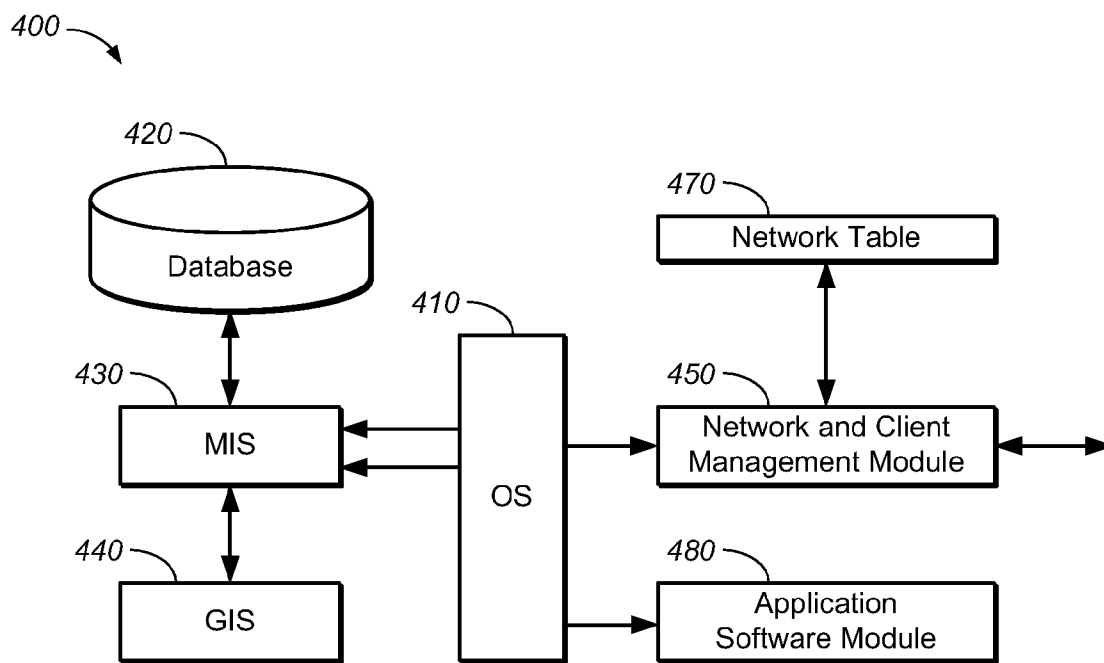 400
420
Database
470
Network Table
410
OS
430
MIS
450
Network and Client
Management Module
440
GIS
480
Application
Software Module